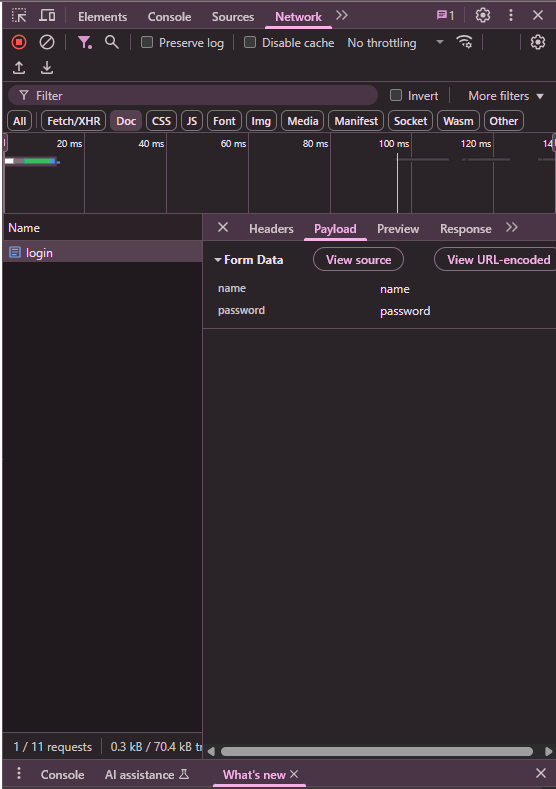 Elements Console Sources Network 1
Preserve log Disable cache No throttling
Filter Invert More filters
All Fetch/XHR Doc CSS JS Font Img Media Manifest Socket Wasm Other
20 ms 40 ms 60 ms 80 ms 100 ms 120 ms 14
Name
login
Headers Payload Preview Response
Form Data View source View URL-encoded
name name
password password
1 / 11 requests 0.3 kB / 70.4 kB tr
Console AI assistance What's new